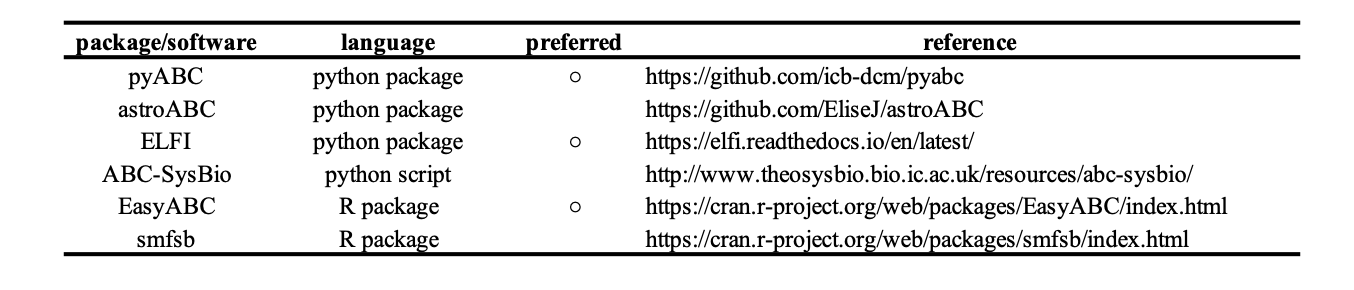 package/software language preferred reference
pyABC python package ○ https://github.com/icb-dcm/pyabc
astroABC python package https://github.com/EliseJ/astroABC
ELFI python package ○ https://elfi.readthedocs.io/en/latest/
ABC-SysBio python script http://www.theosysbio.bio.ic.ac.uk/resources/abc-sysbio/
EasyABC R package ○ https://cran.r-project.org/web/packages/EasyABC/index.html
smfsb R package https://cran.r-project.org/web/packages/smfsb/index.html